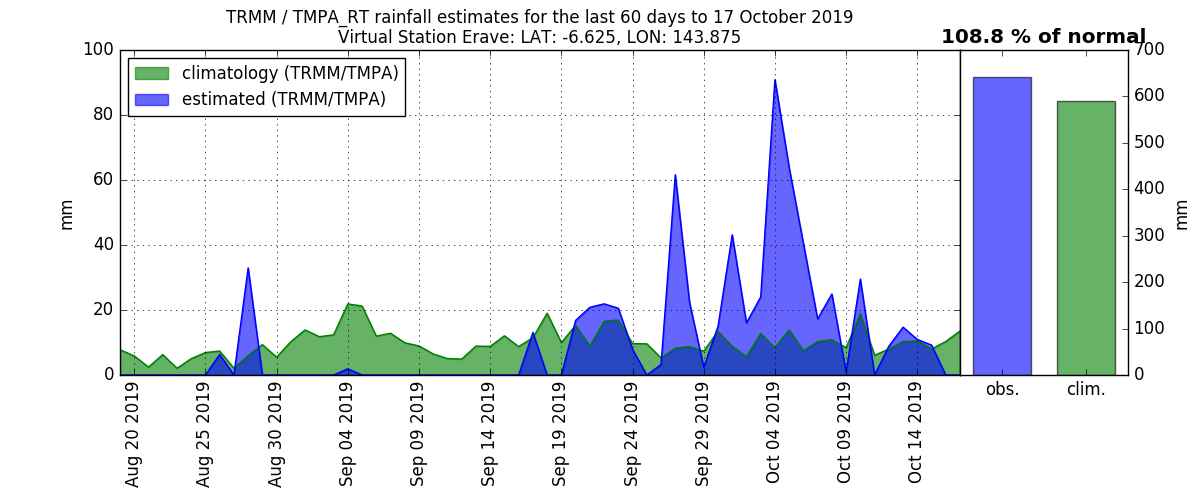 TRMM / TMPA_RT rainfall estimates for the last 60 days to 17 October 2019
Virtual Station Erave: LAT: -6.625, LON: 143.875
108.8 % of normal
climatology (TRMM/TMPA)
estimated (TRMM/TMPA)
100
80
60
40
20
0
mm
Aug 20 2019
Aug 25 2019
Aug 30 2019
Sep 04 2019
Sep 09 2019
Sep 14 2019
Sep 19 2019
Sep 24 2019
Sep 29 2019
Oct 04 2019
Oct 09 2019
Oct 14 2019
obs.
clim.
700
600
500
400
300
200
100
0
mm